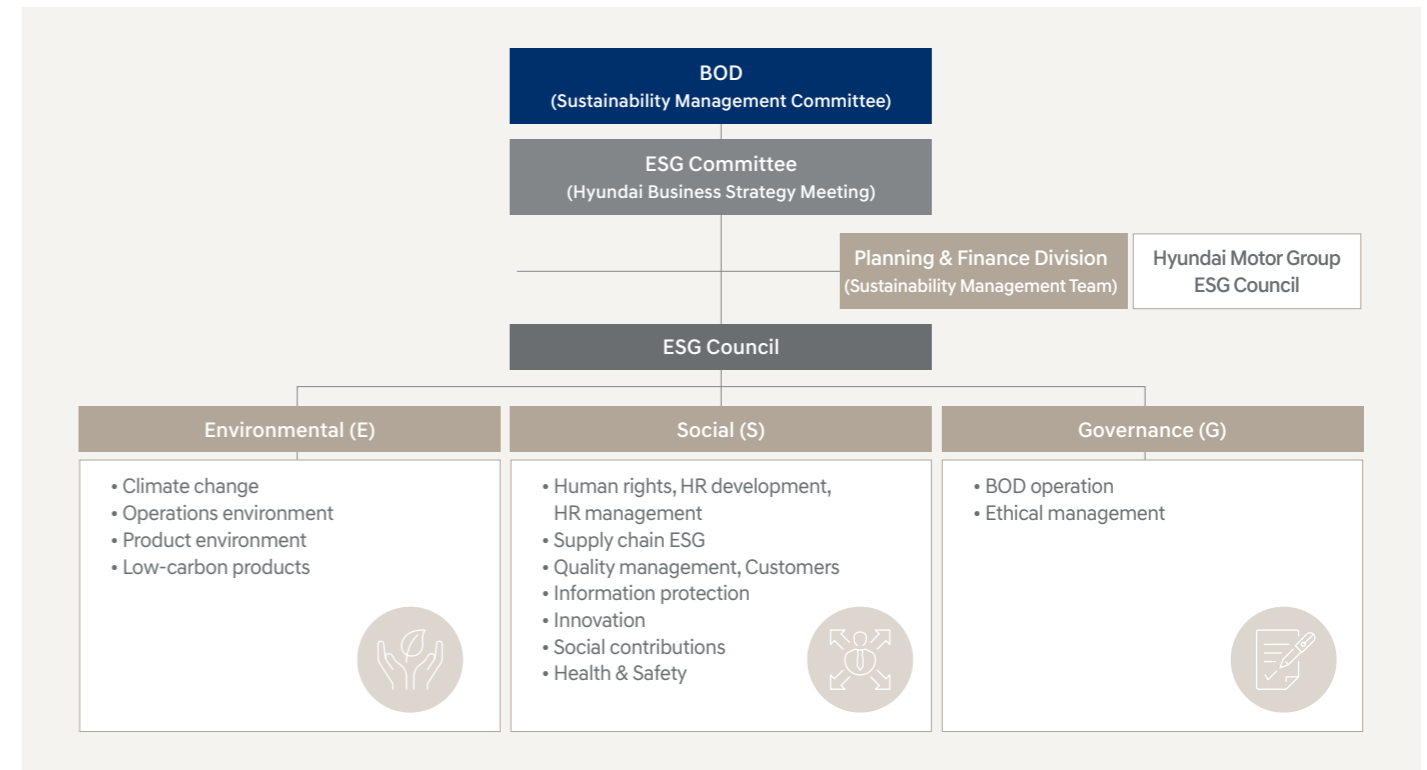 BOD
(Sustainability Management Committee)
ESG Committee
(Hyundai Business Strategy Meeting)
Planning & Finance Division
(Sustainability Management Team)
Hyundai Motor Group
ESG Council
ESG Council
Environmental (E)
• Climate change
• Operations environment
• Product environment
• Low-carbon products
Social (S)
• Human rights, HR development,
HR management
• Supply chain ESG
• Quality management, Customers
• Information protection
• Innovation
• Social contributions
• Health & Safety
Governance (G)
• BOD operation
• Ethical management